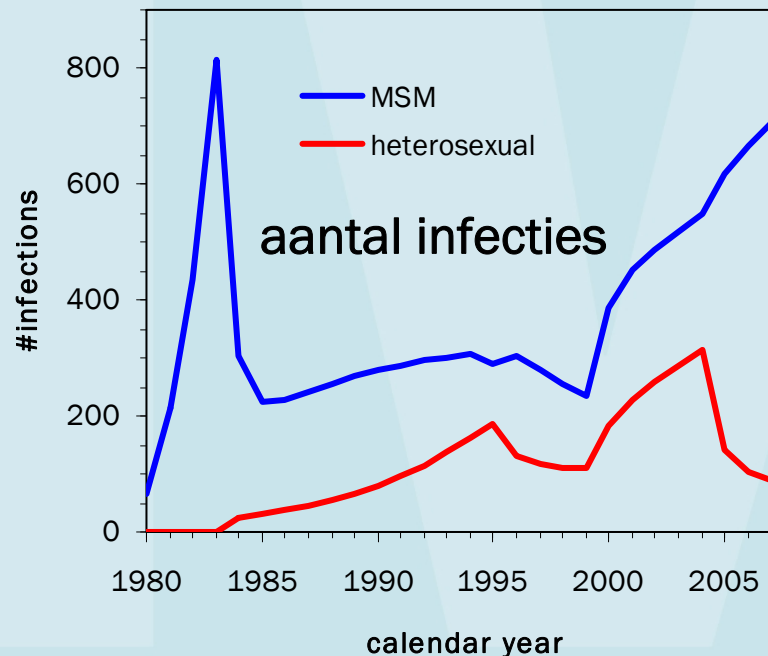 800
600
400
200
0
#infections
MSM
heterosexual
aantal infecties
1980 1985 1990 1995 2000 2005
calendar year